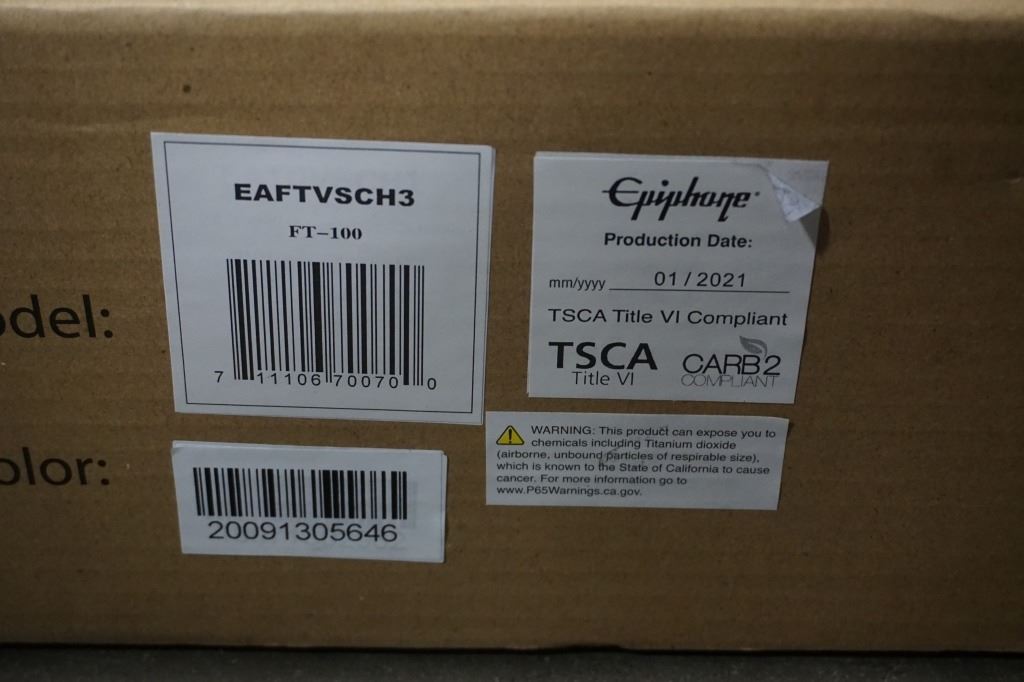 EAFTVSCH3
FT-100
7 11106 70070 0
Epiphone
Production Date:
mm/yyyy 01 / 2021
TSCA Title VI Compliant
TSCA
Title VI
CARB2
COMPLIANT
odel:
WARNING: This product can expose you to
chemicals including Titanium dioxide
(airborne, unbound particles of respirable size),
which is known to the State of California to cause
cancer. For more information go to
www.P65Warnings.ca.gov.
olor:
20091305646